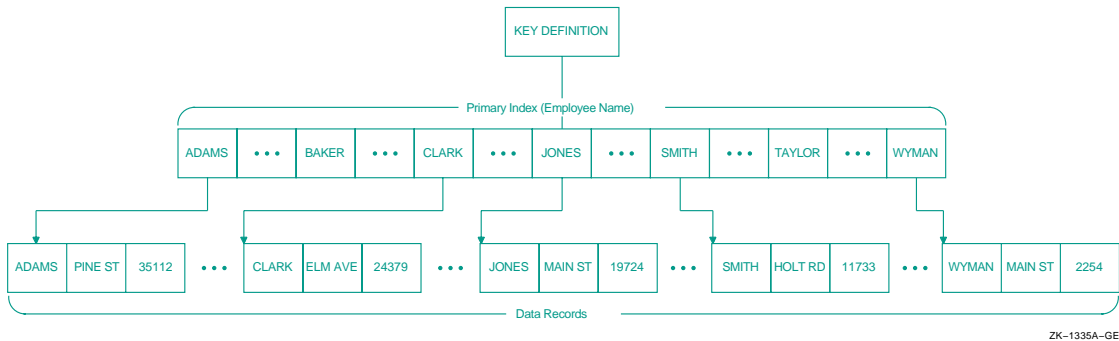 KEY DEFINITION
Primary Index (Employee Name)
ADAMS ••• BAKER ••• CLARK ••• JONES ••• SMITH ••• TAYLOR ••• WYMAN
ADAMS PINE ST 35112 ••• CLARK ELM AVE 24379 ••• JONES MAIN ST 19724 ••• SMITH HOLT RD 11733 ••• WYMAN MAIN ST 2254
Data Records
ZK–1335A–GE